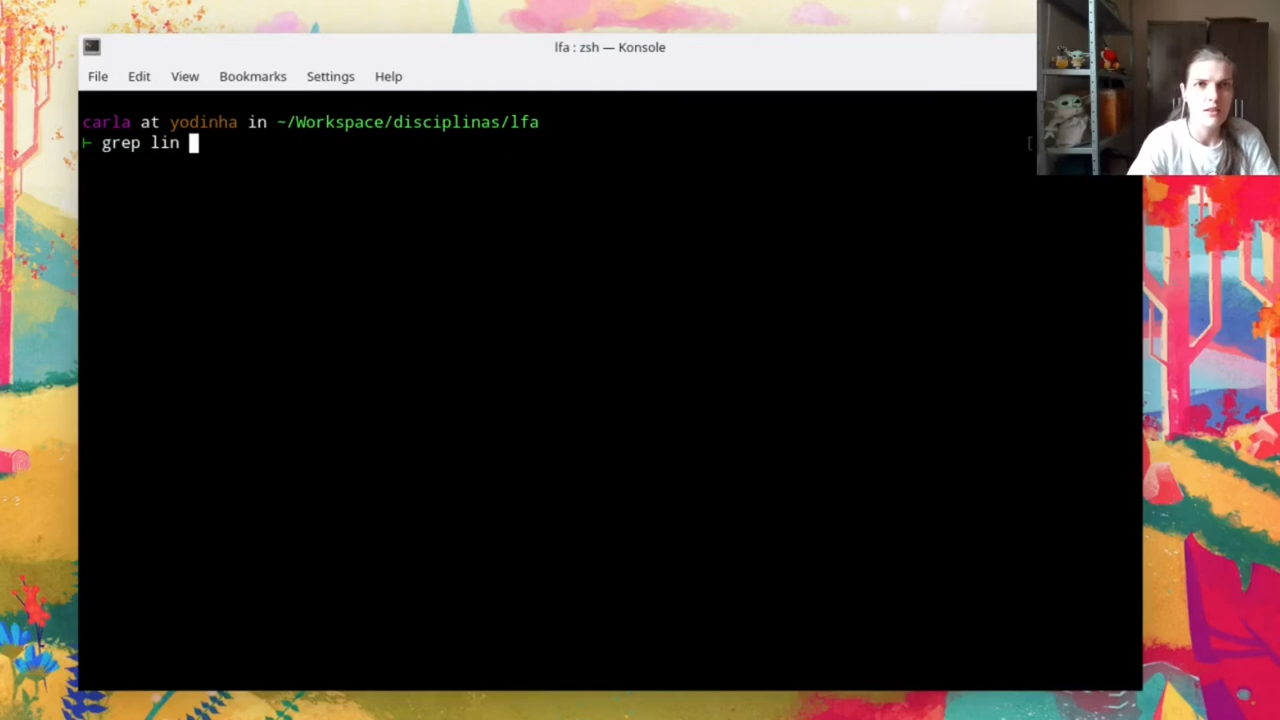 lfa : zsh — Konsole
File Edit View Bookmarks Settings Help
carla at yodinha in ~/Workspace/disciplinas/lfa
⊢ grep lin
[